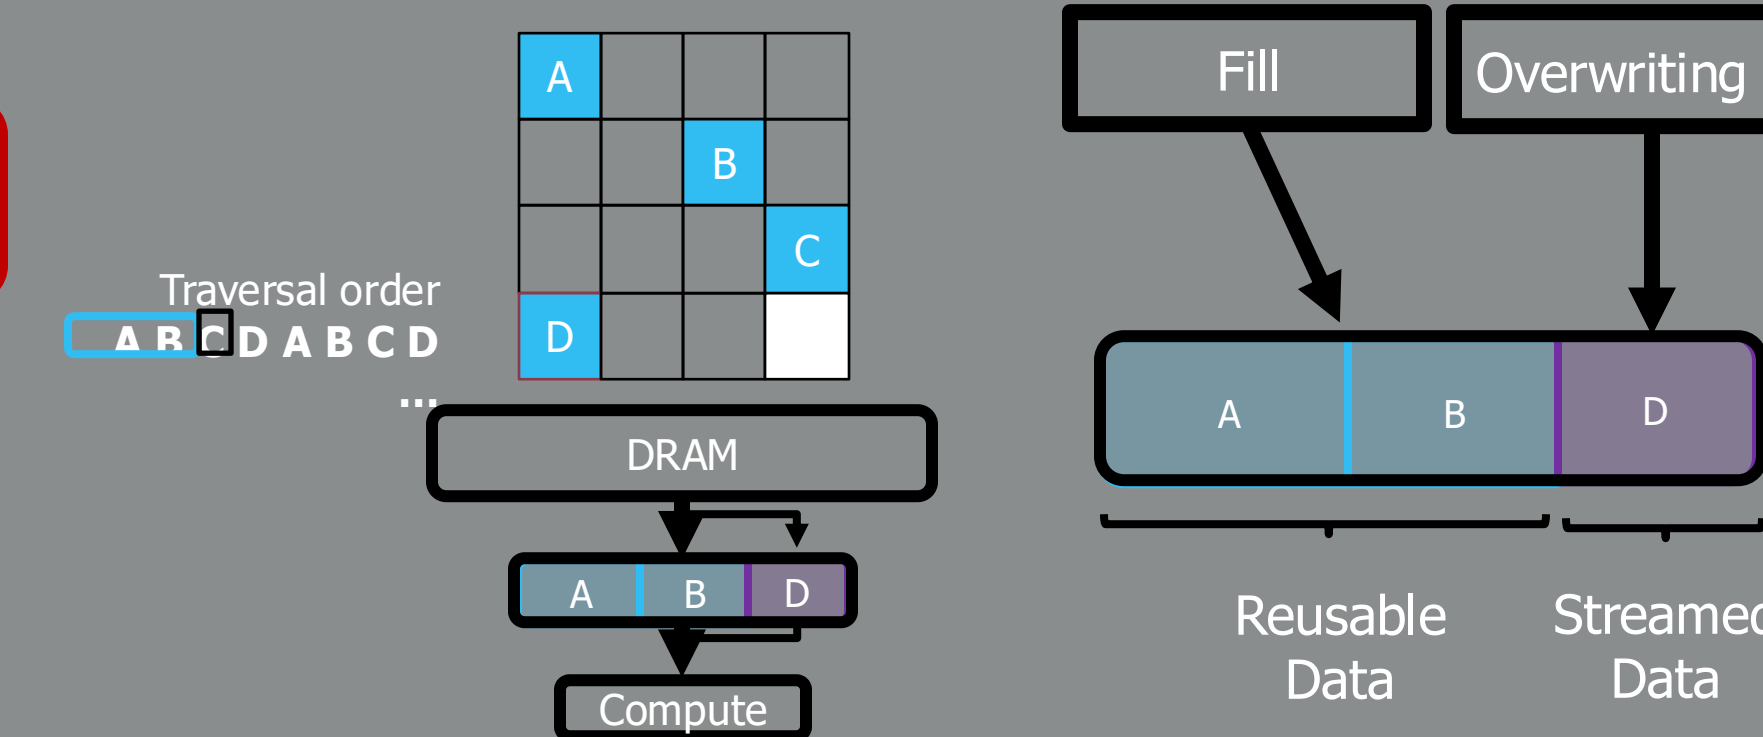 A
B
C
D
Traversal order
A B C D A B C D
...
DRAM
A B D
Compute
Fill
Overwriting
A B D
Reusable
Data
Streamed
Data